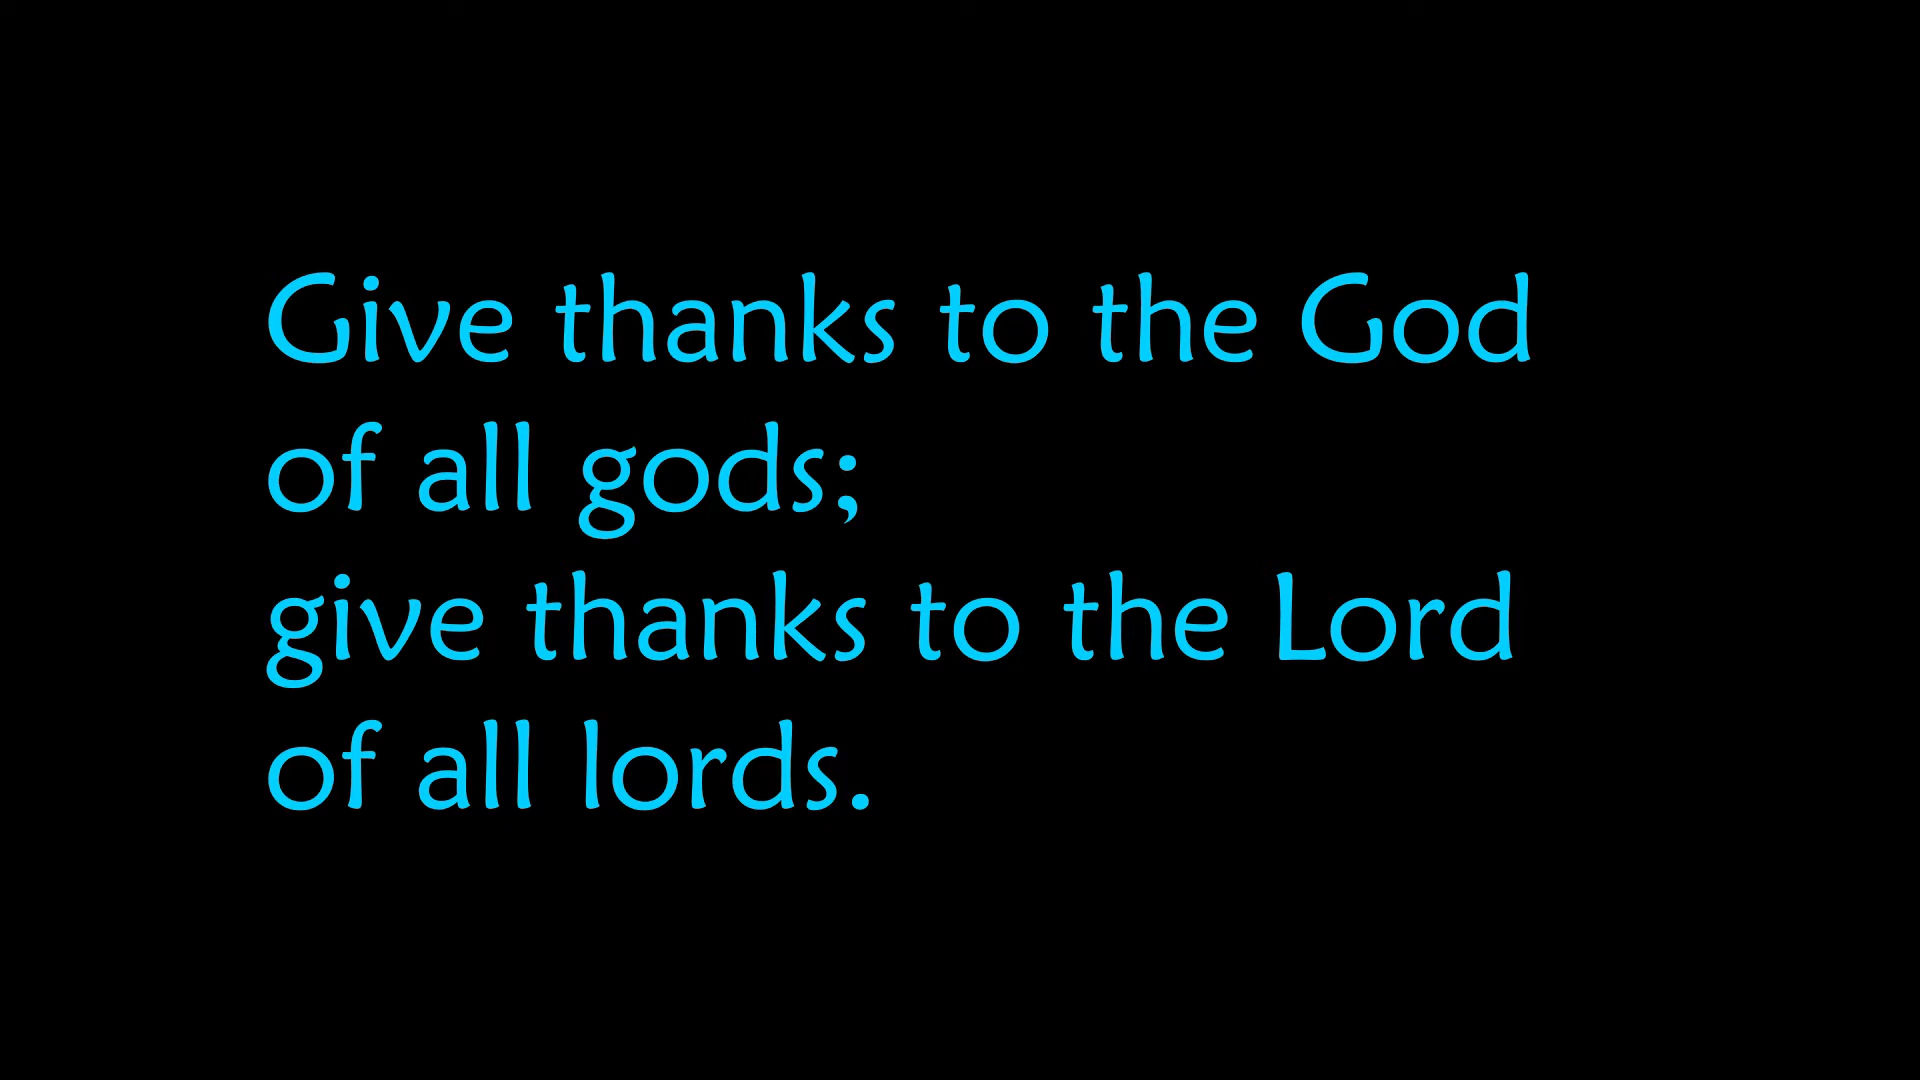 Give thanks to the God
of all gods;
give thanks to the Lord
of all lords.